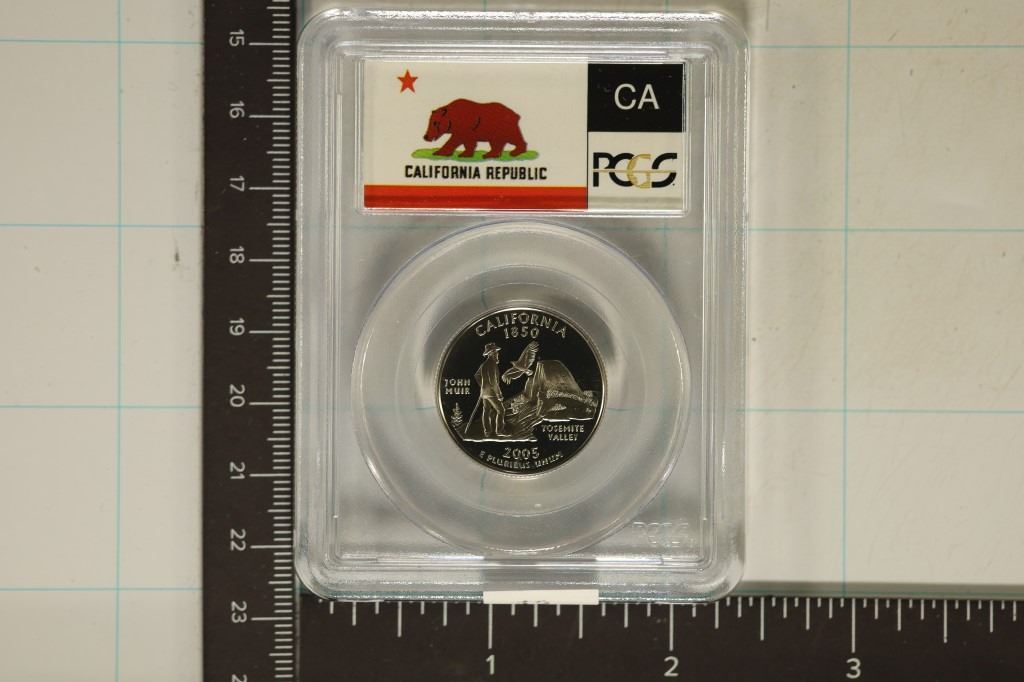 CA
CALIFORNIA REPUBLIC
PCGS
CALIFORNIA
1850
JOHN
MUIR
YOSEMITE
VALLEY
2005
E PLURIBUS UNUM
PCGS
15
16
17
18
19
20
21
22
23
1 2 3